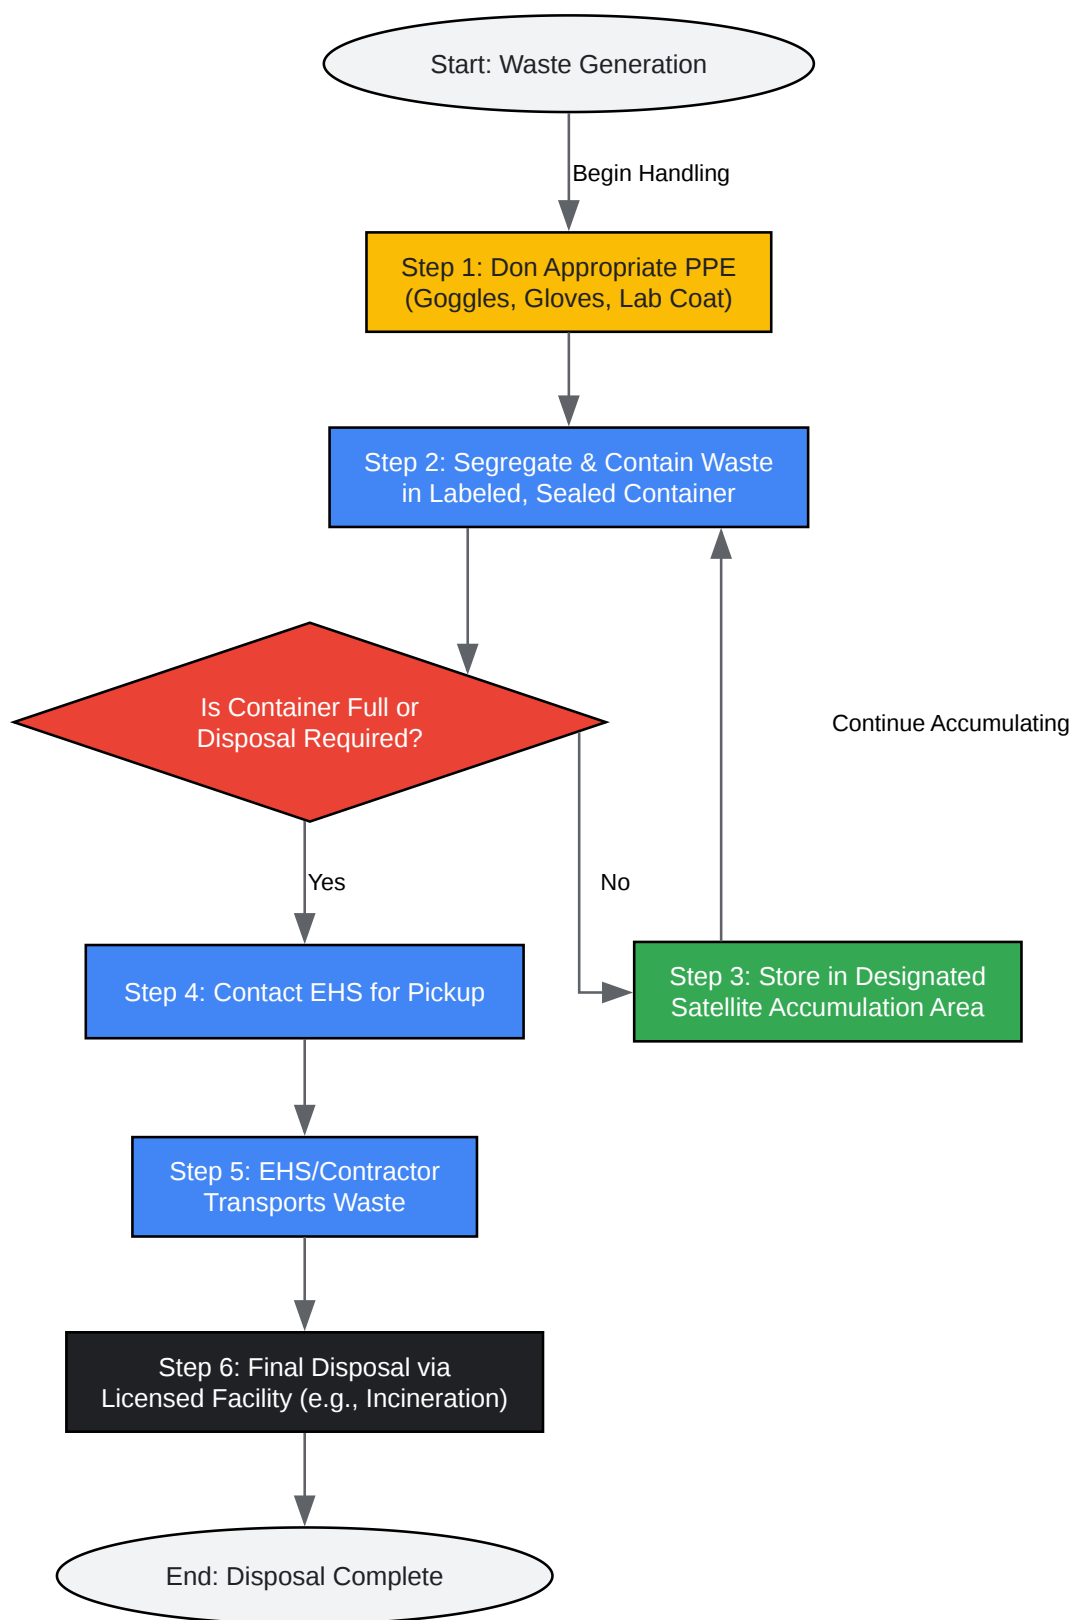 Start: Waste Generation
Begin Handling
Step 1: Don Appropriate PPE
(Goggles, Gloves, Lab Coat)
Step 2: Segregate & Contain Waste
in Labeled, Sealed Container
Is Container Full or
Disposal Required?
Continue Accumulating
Yes
No
Step 4: Contact EHS for Pickup
Step 3: Store in Designated
Satellite Accumulation Area
Step 5: EHS/Contractor
Transports Waste
Step 6: Final Disposal via
Licensed Facility (e.g., Incineration)
End: Disposal Complete